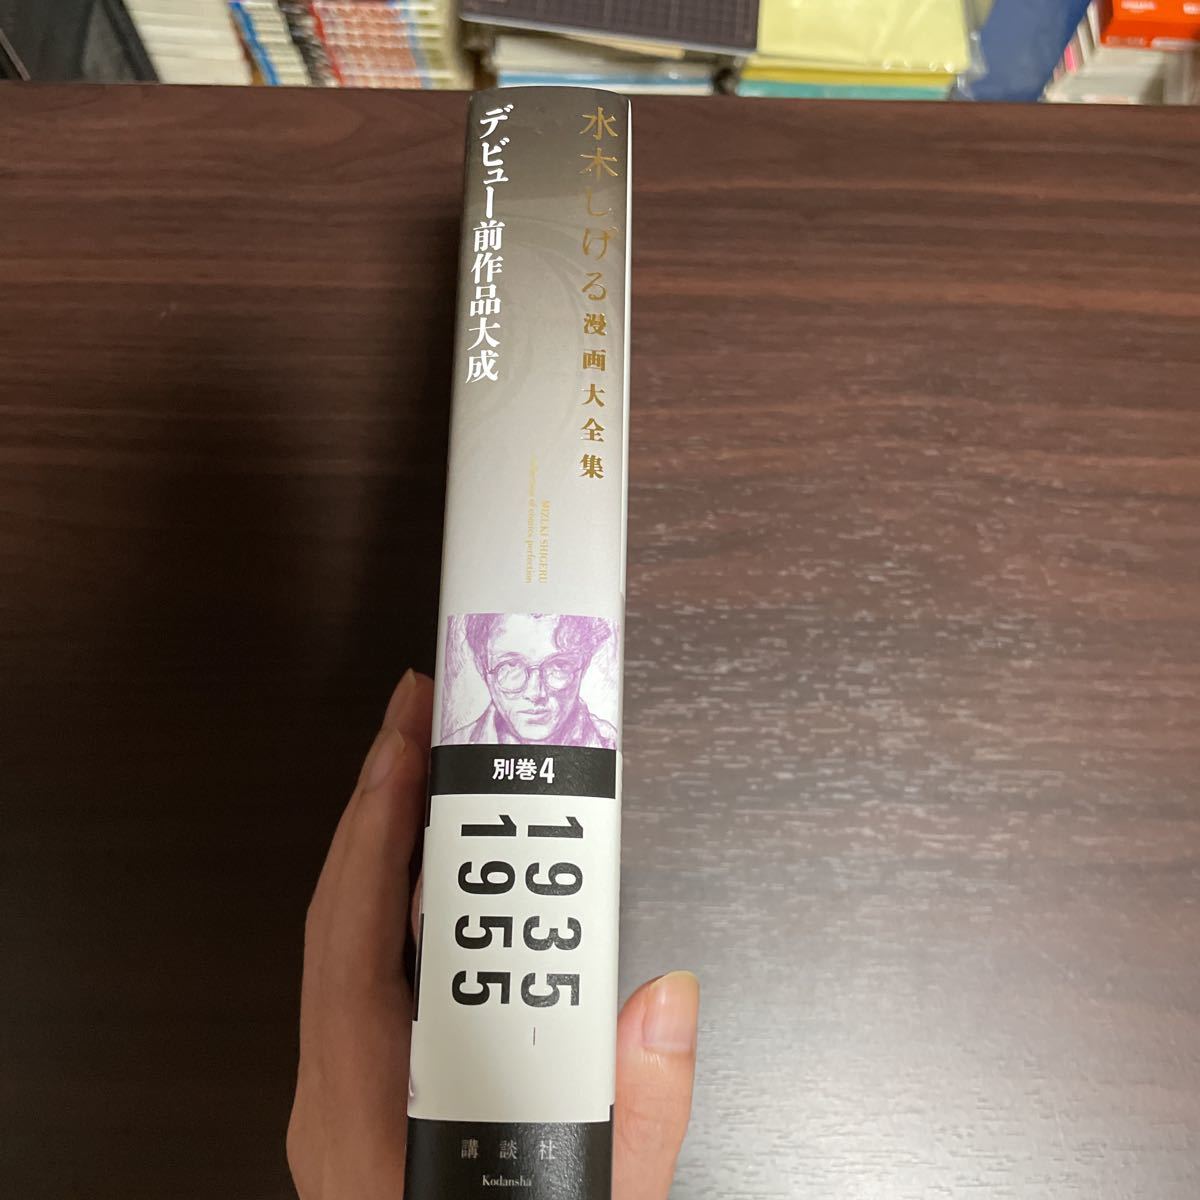 水木しげる漫画大全集
MIZUKI SHIGERU
of comics perfection
デビュー前作品大成
別巻4
1935-
1955
講談社
Kodansha